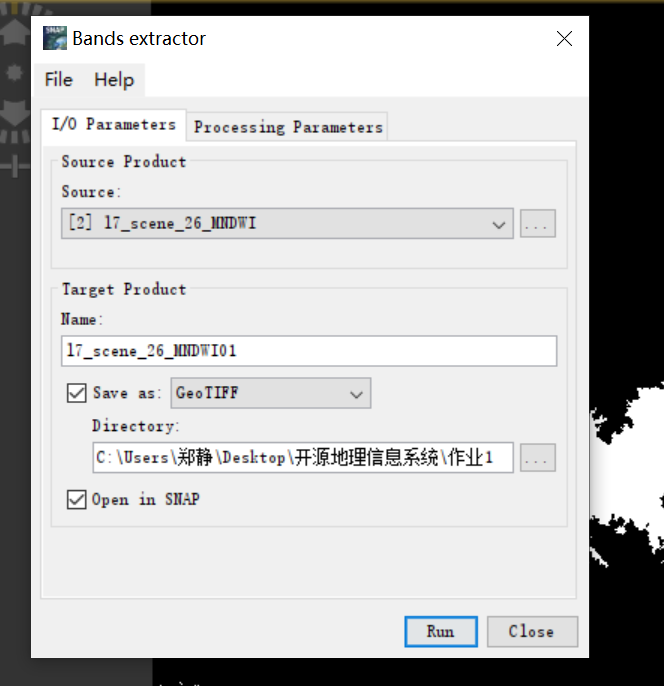 Bands extractor
File Help
I/O Parameters Processing Parameters
Source Product
Source:
[2] l7_scene_26_MNDWI
...
Target Product
Name:
l7_scene_26_MNDWI01
Save as: GeoTIFF
Directory:
C:\Users\郑静\Desktop\开源地理信息系统\作业1
...
Open in SNAP
Run Close